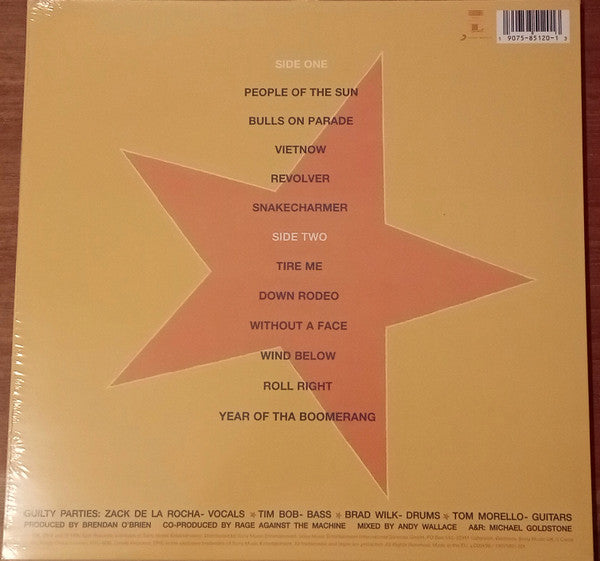 1 9075-85120-1 3
SIDE ONE
PEOPLE OF THE SUN
BULLS ON PARADE
VIETNOW
REVOLVER
SNAKECHARMER
SIDE TWO
TIRE ME
DOWN RODEO
WITHOUT A FACE
WIND BELOW
ROLL RIGHT
YEAR OF THA BOOMERANG
GUILTY PARTIES: ZACK DE LA ROCHA- VOCALS ★ TIM BOB- BASS ★ BRAD WILK- DRUMS ★ TOM MORELLO- GUITARS
PRODUCED BY BRENDAN O'BRIEN CO-PRODUCED BY RAGE AGAINST THE MACHINE MIXED BY ANDY WALLACE A&R: MICHAEL GOLDSTONE